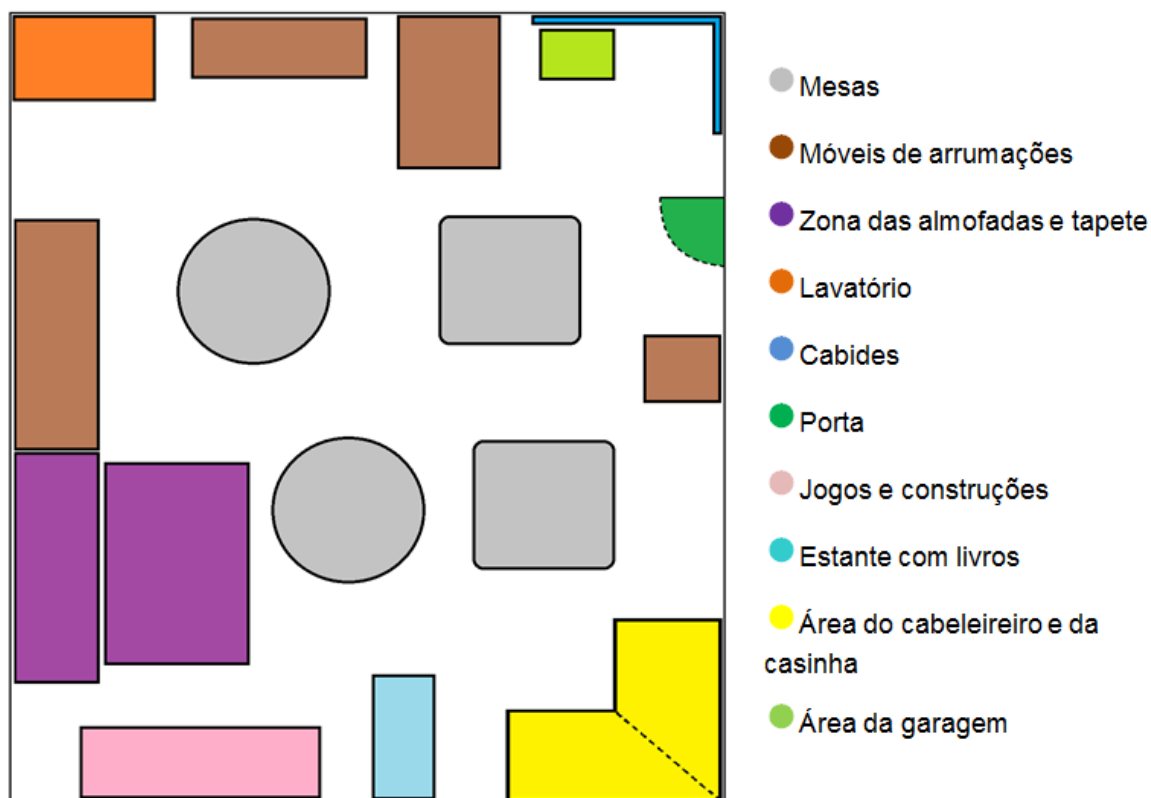 Mesas
Móveis de arrumações
Zona das almofadas e tapete
Lavatório
Cabides
Porta
Jogos e construções
Estante com livros
Área do cabeleireiro e da
casinha
Área da garagem